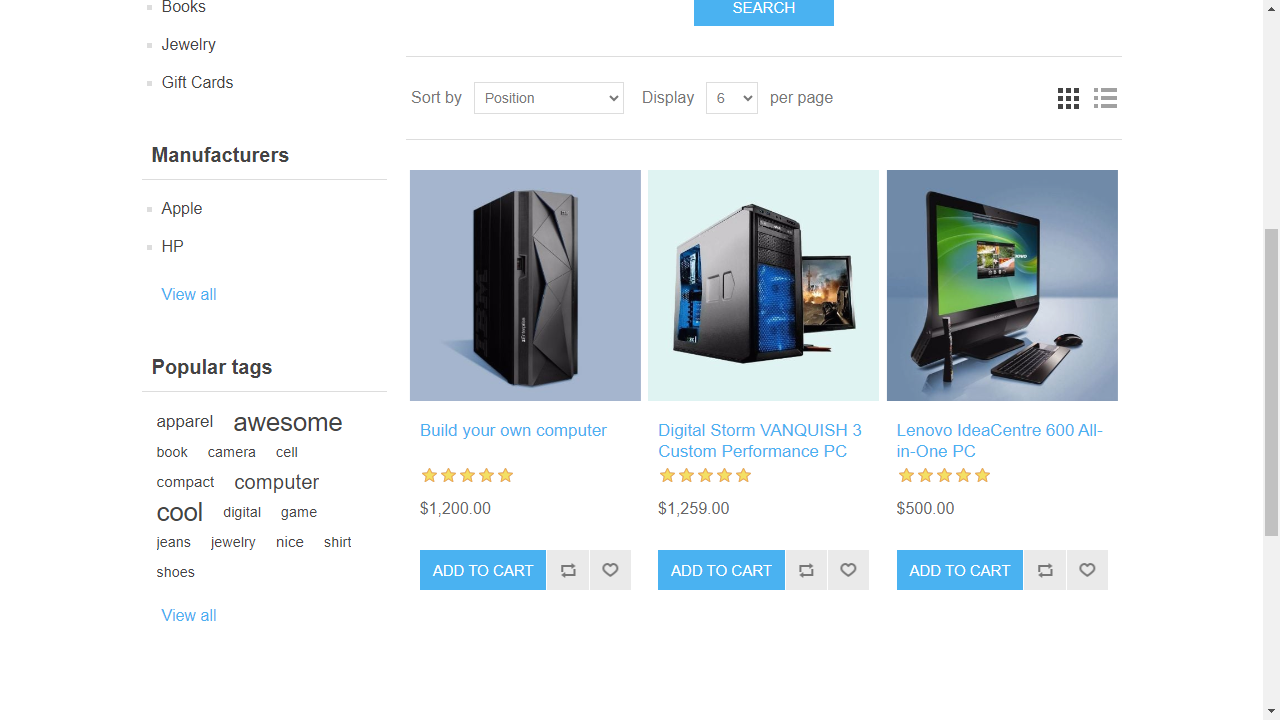 Books
Jewelry
Gift Cards
Manufacturers
Apple
HP
View all
Popular tags
apparel awesome
book camera cell
compact computer
cool digital game
jeans jewelry nice shirt
shoes
View all
SEARCH
Sort by Position Display 6 per page
Build your own computer
$1,200.00
ADD TO CART
Digital Storm VANQUISH 3
Custom Performance PC
$1,259.00
ADD TO CART
Lenovo IdeaCentre 600 All-
in-One PC
$500.00
ADD TO CART